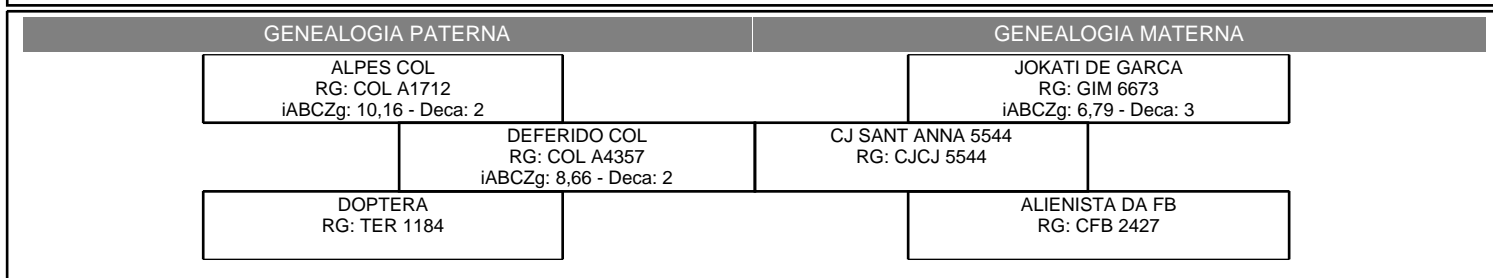 GENEALOGIA PATERNA
GENEALOGIA MATERNA
ALPES COL
RG: COL A1712
iABCZg: 10,16 - Deca: 2
JOKATI DE GARCA
RG: GIM 6673
iABCZg: 6,79 - Deca: 3
DEFERIDO COL
RG: COL A4357
iABCZg: 8,66 - Deca: 2
CJ SANT ANNA 5544
RG: CJCJ 5544
DOPTERA
RG: TER 1184
ALIENISTA DA FB
RG: CFB 2427